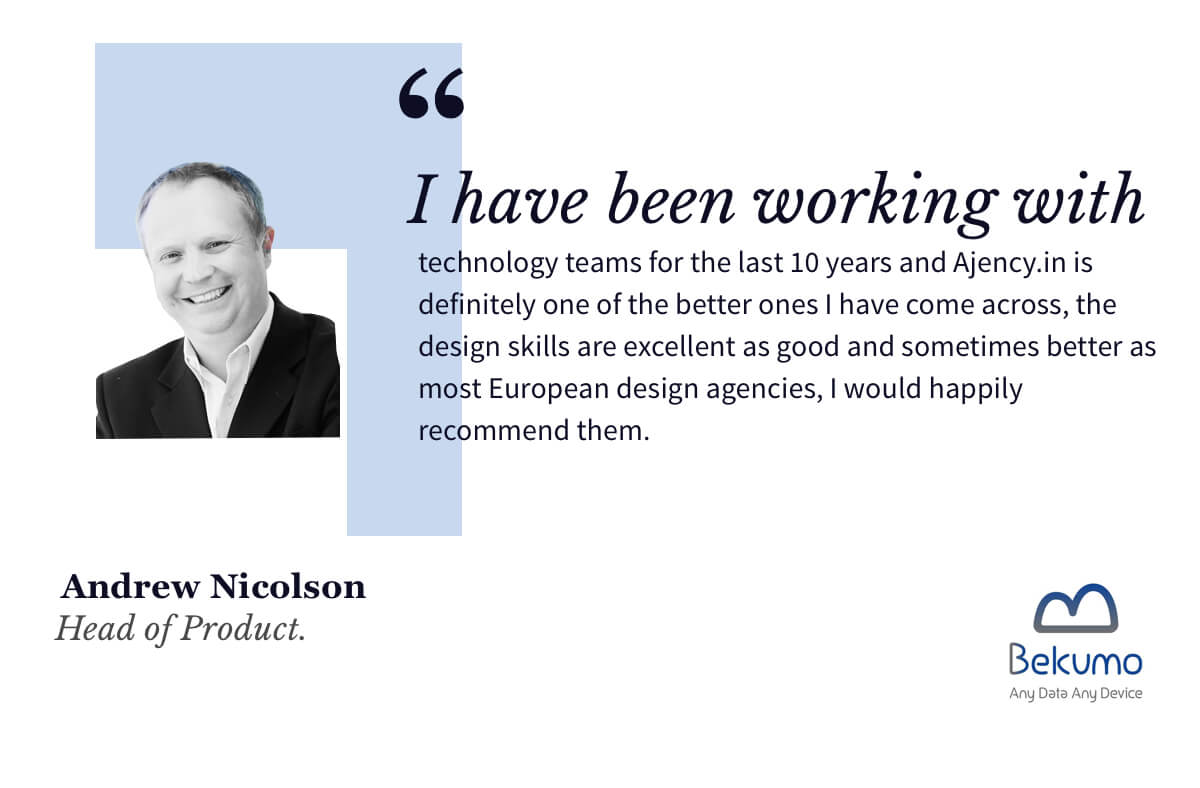 “
I have been working with
technology teams for the last 10 years and Ajency.in is
definitely one of the better ones I have come across, the
design skills are excellent as good and sometimes better as
most European design agencies, I would happily
recommend them.
Andrew Nicolson
Head of Product.
Bekumo
Any Data Any Device